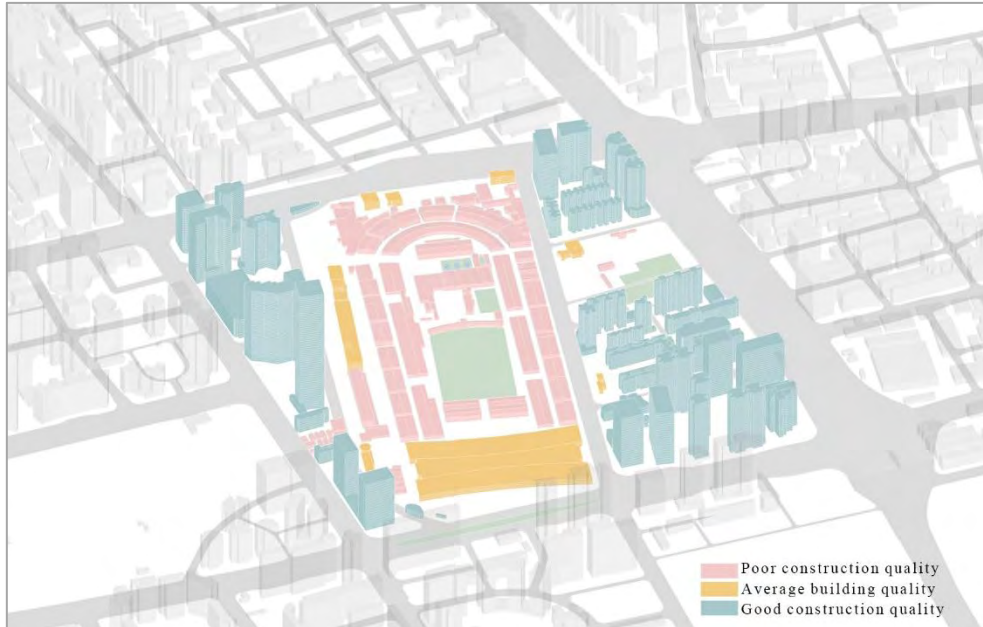 Poor construction quality
Average building quality
Good construction quality